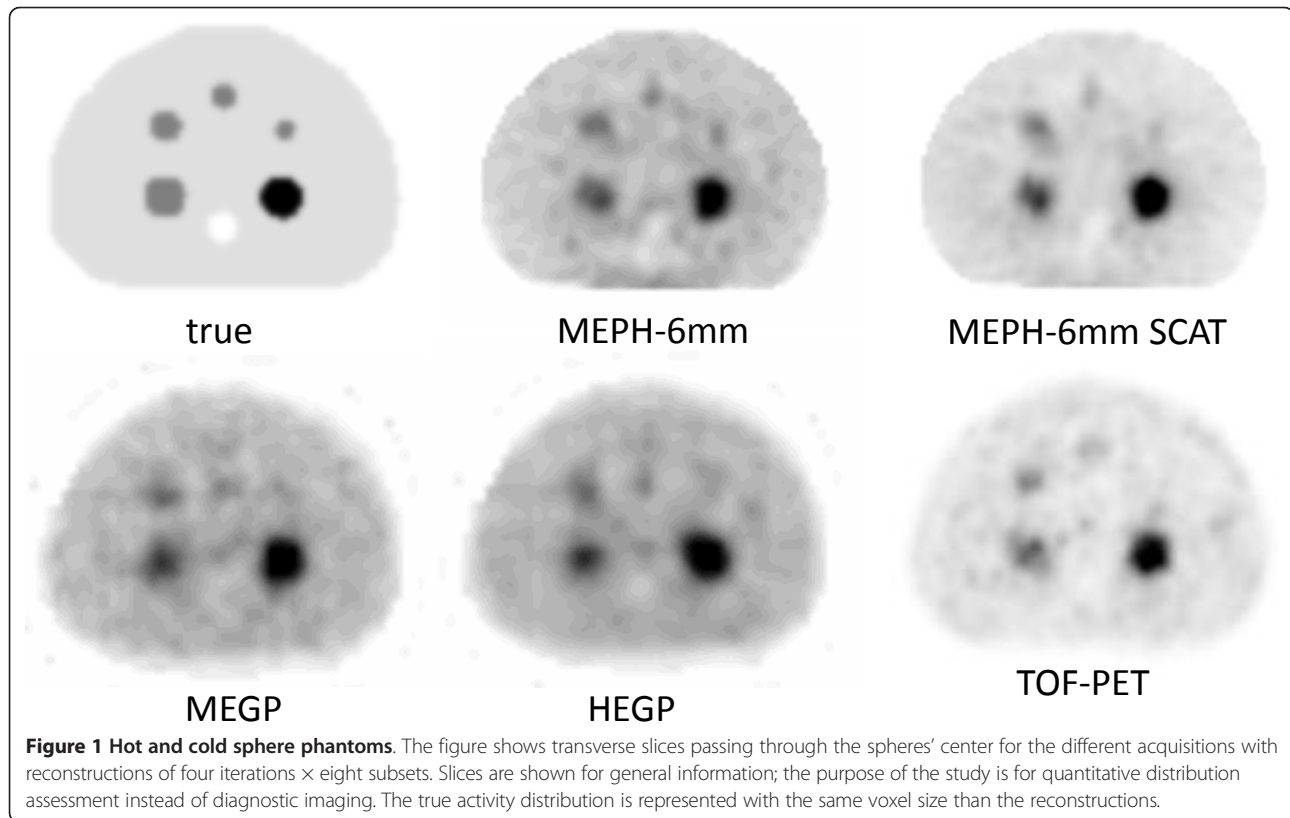 true
MEPH-6mm
MEPH-6mm SCAT
MEGP
HEGP
TOF-PET
Figure 1 Hot and cold sphere phantoms. The figure shows transverse slices passing through the spheres' center for the different acquisitions with
reconstructions of four iterations × eight subsets. Slices are shown for general information; the purpose of the study is for quantitative distribution
assessment instead of diagnostic imaging. The true activity distribution is represented with the same voxel size than the reconstructions.